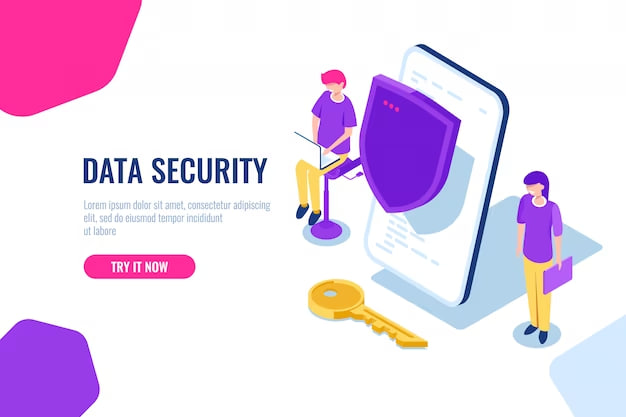 DATA SECURITY
Lorem ipsum dolor sit amet,
consectetur adipiscing elit,
sed do eiusmod tempor incididunt
ut labore
TRY IT NOW